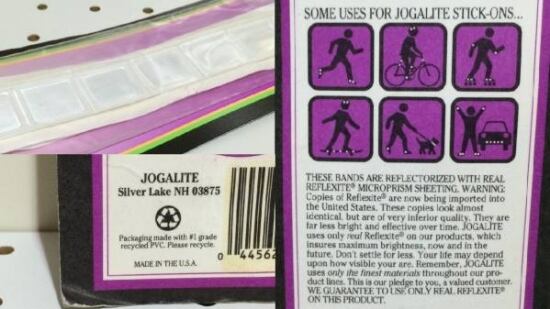 SOME USES FOR JOGALITE STICK-ONS...
JOGALITE
Silver Lake NH 03875
Packaging made with #1 grade
recycled PVC. Please recycle.
MADE IN THE U.S.A.
0 44562
THESE BANDS ARE REFLECTORIZED WITH REAL
REFLEXITE® MICROPRISM SHEETING. WARNING:
Copies of Reflexite® are now being imported into
the United States. These copies look almost
identical, but are of very inferior quality. They are
far less bright and effective over time. JOGALITE
uses only real Reflexite® on our products, which
insures maximum brightness, now and in the
future. Don't settle for less. Your life may depend
upon how visible your are. Remember, JOGALITE
uses only the finest materials throughout our pro-
duct lines. This is our pledge to you, a valued customer.
WE GUARANTEE TO USE ONLY REAL REFLEXITE®
ON THIS PRODUCT.